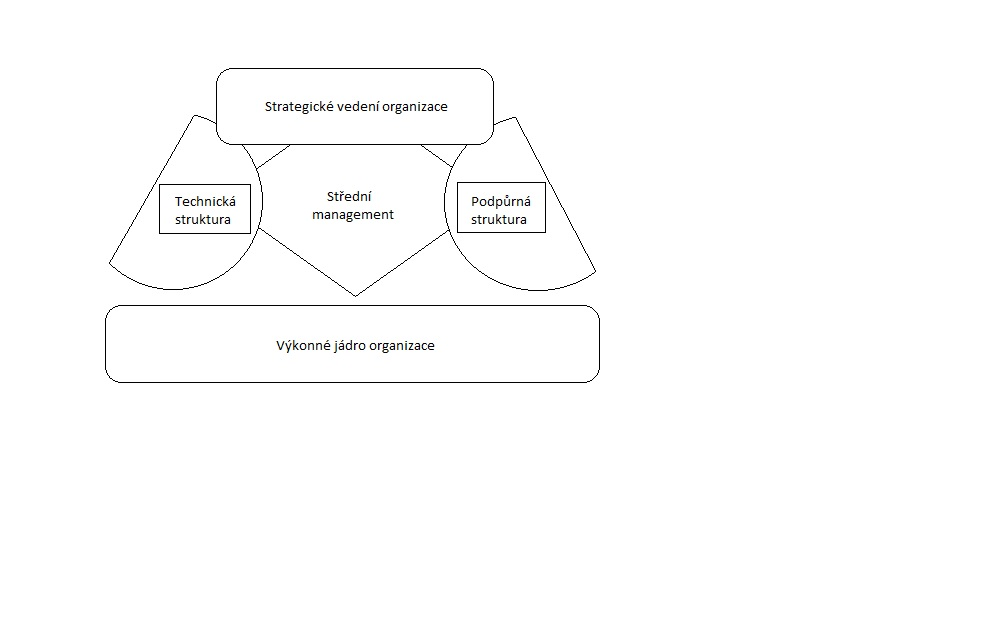 Strategické vedení organizace
Technická
struktura
Střední
management
Podpůrná
struktura
Výkonné jádro organizace